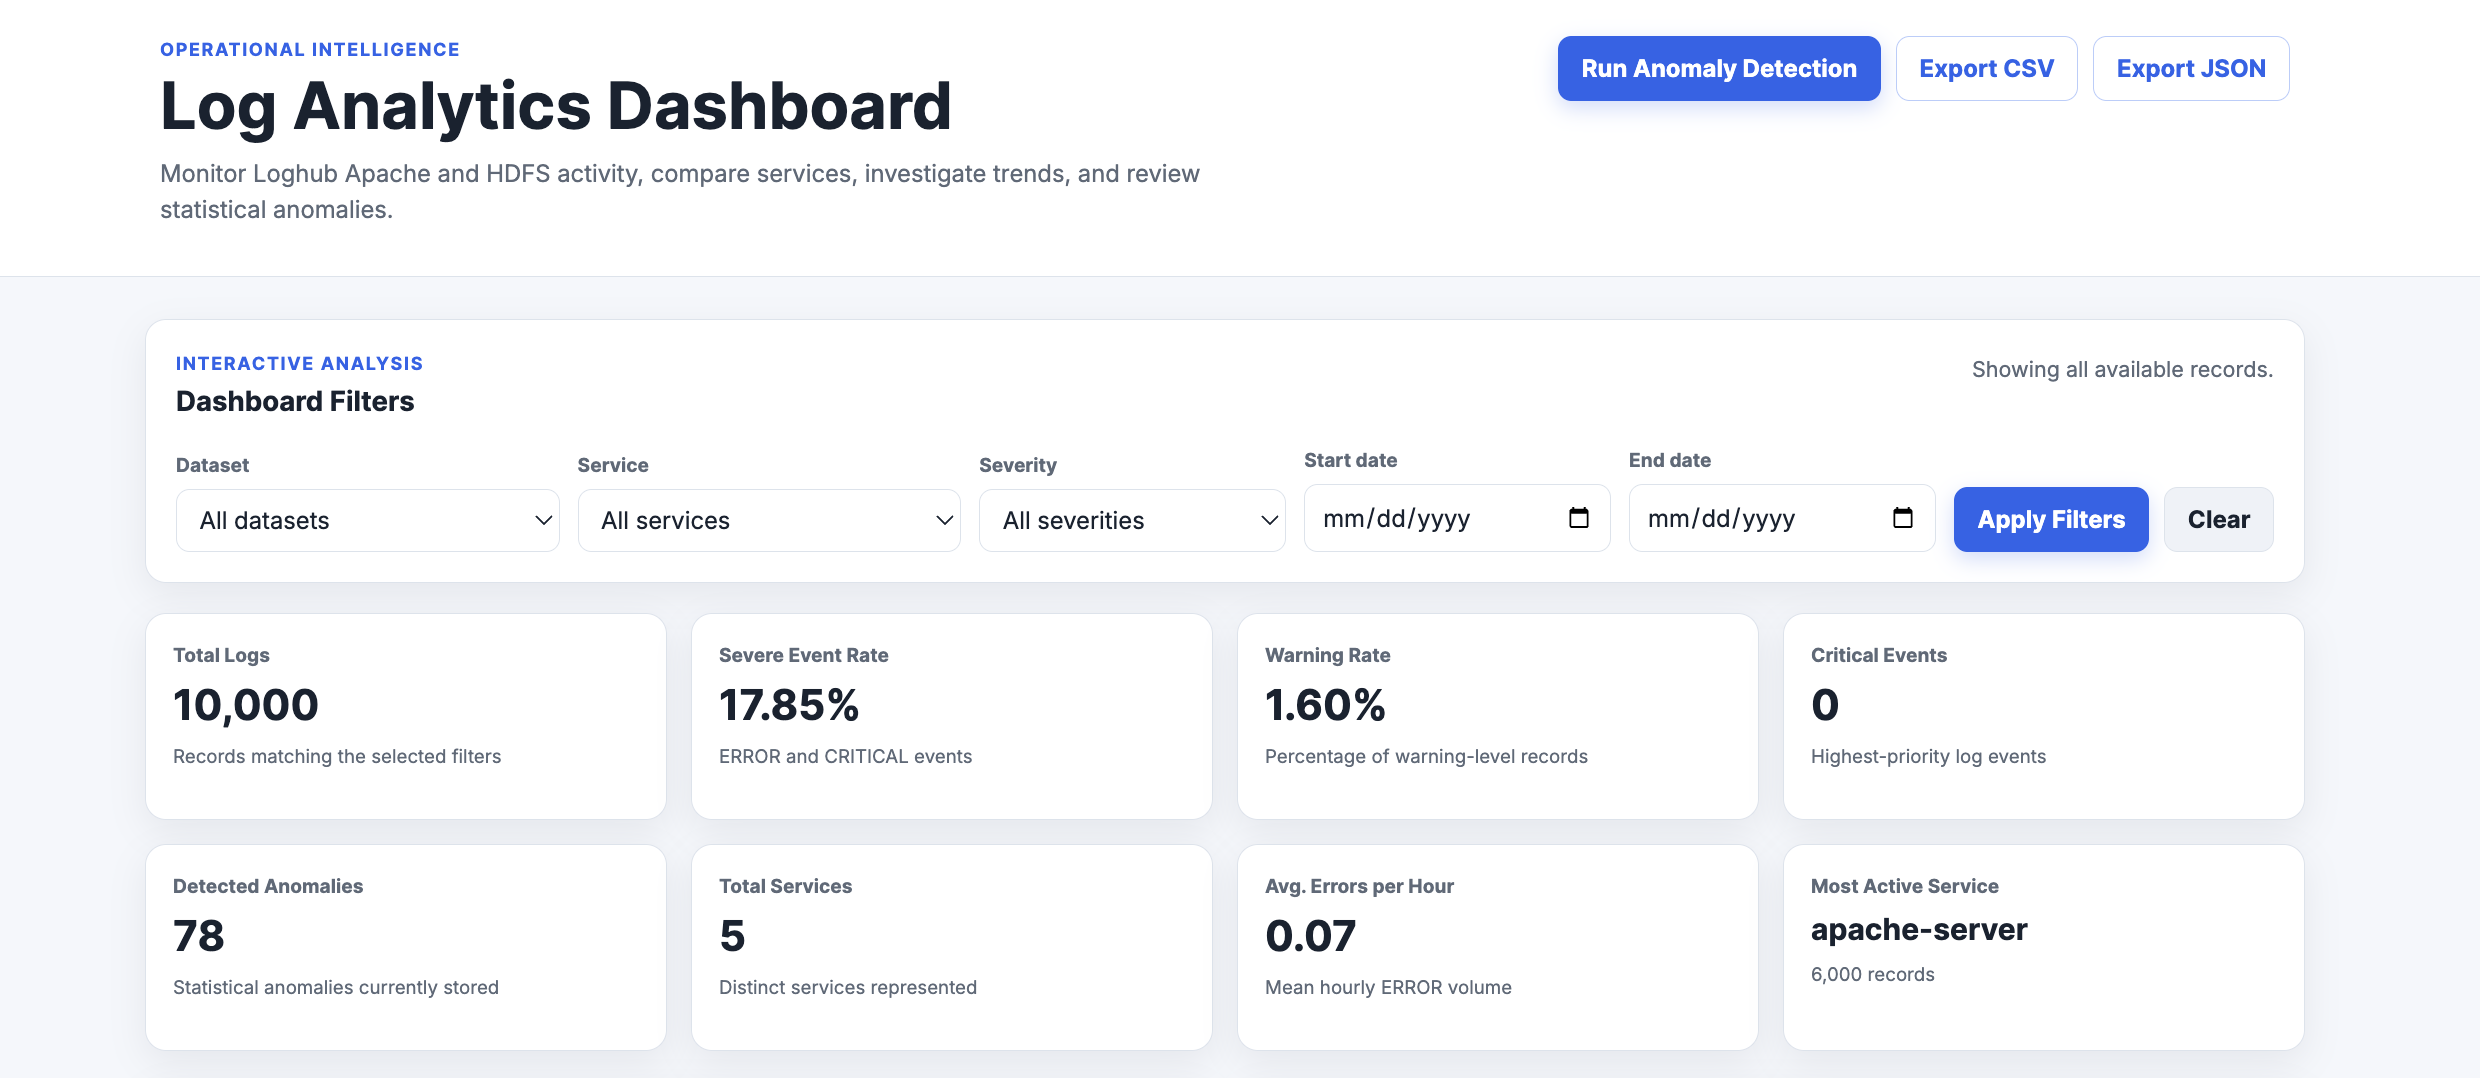 OPERATIONAL INTELLIGENCE
Log Analytics Dashboard
Monitor Loghub Apache and HDFS activity, compare services, investigate trends, and review
statistical anomalies.
Run Anomaly Detection
Export CSV
Export JSON
INTERACTIVE ANALYSIS
Dashboard Filters
Showing all available records.
Dataset
All datasets
Service
All services
Severity
All severities
Start date
mm/dd/yyyy
End date
mm/dd/yyyy
Apply Filters
Clear
Total Logs
10,000
Records matching the selected filters
Severe Event Rate
17.85%
ERROR and CRITICAL events
Warning Rate
1.60%
Percentage of warning-level records
Critical Events
0
Highest-priority log events
Detected Anomalies
78
Statistical anomalies currently stored
Total Services
5
Distinct services represented
Avg. Errors per Hour
0.07
Mean hourly ERROR volume
Most Active Service
apache-server
6,000 records